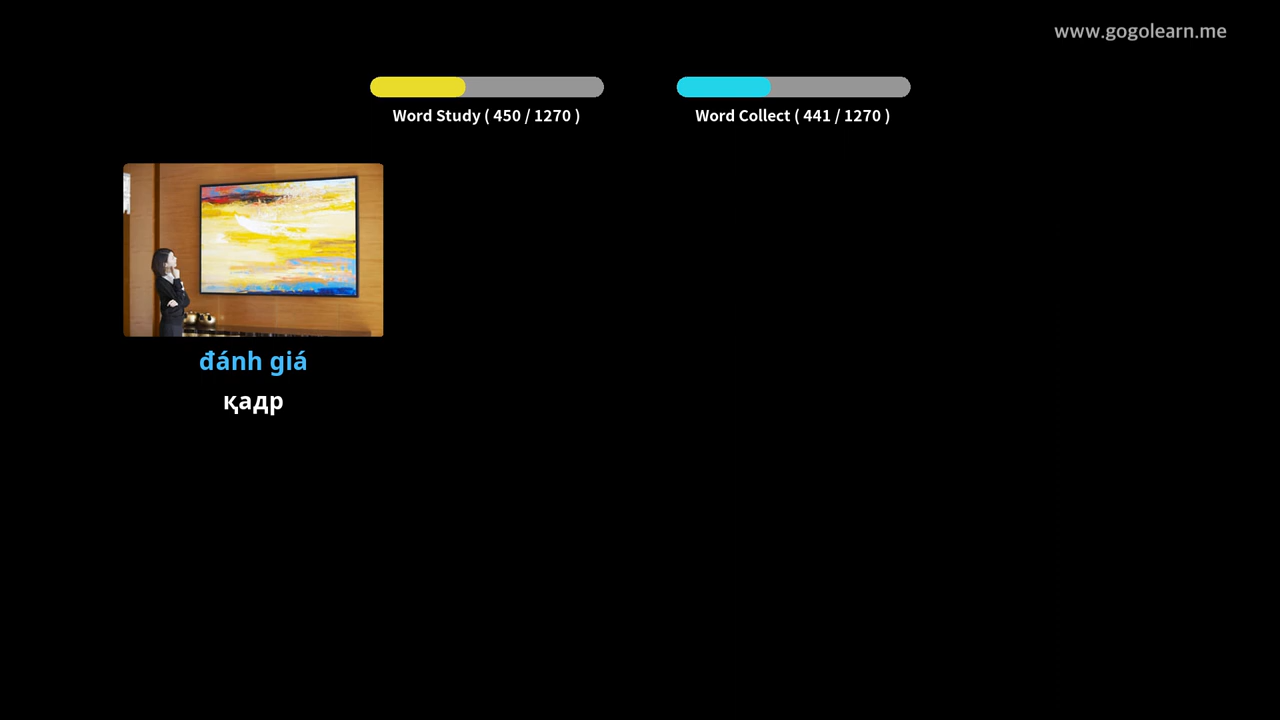 www.gogolearn.me
Word Study ( 450 / 1270 )
Word Collect ( 441 / 1270 )
đánh giá
қадр